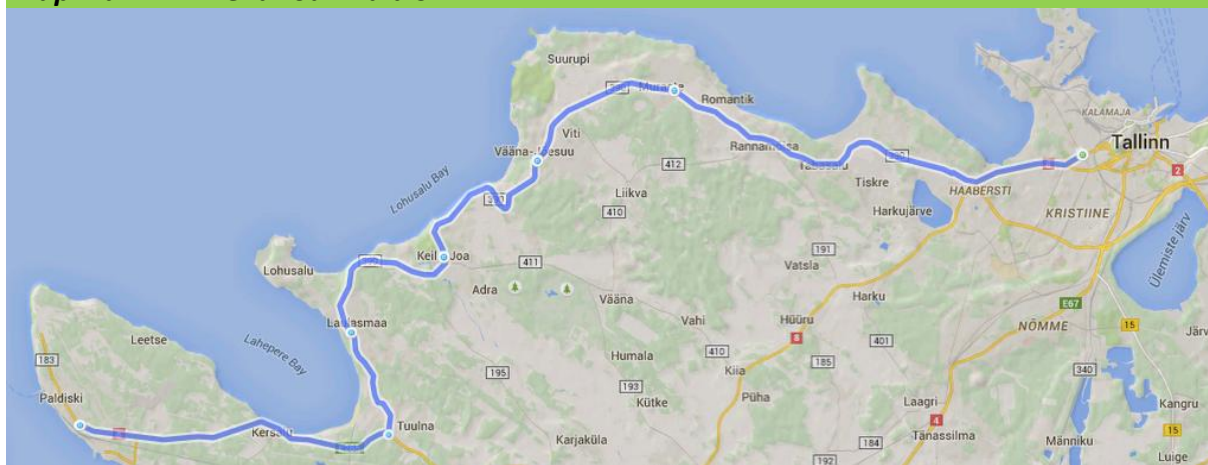 Suurupi
Muraste
Romantik
KALAMAJA
Tallinn
Viti
Vääna-Jõesuu
Rannamõisa
412
Tabasalu
8
2
Lohusalu Bay
Liikva
Tiskre
HAABERSTI
410
Harkujärve
KRISTIINE
Ülemiste järv
Keila-Joa
191
Lohusalu
411
Vatsla
Adra
Vääna
Harku
E67
Laulasmaa
Vahi
Hüüru
NÕMME
15
Leetse
Lahepere Bay
8
401
Järv
183
Humala
410
185
195
Kiia
340
Paldiski
193
Püha
Laagri
Kütke
Kangru
Tuulna
4
Kersalu
Karjaküla
184
Tänassilma
Männiku
15
192
Luige